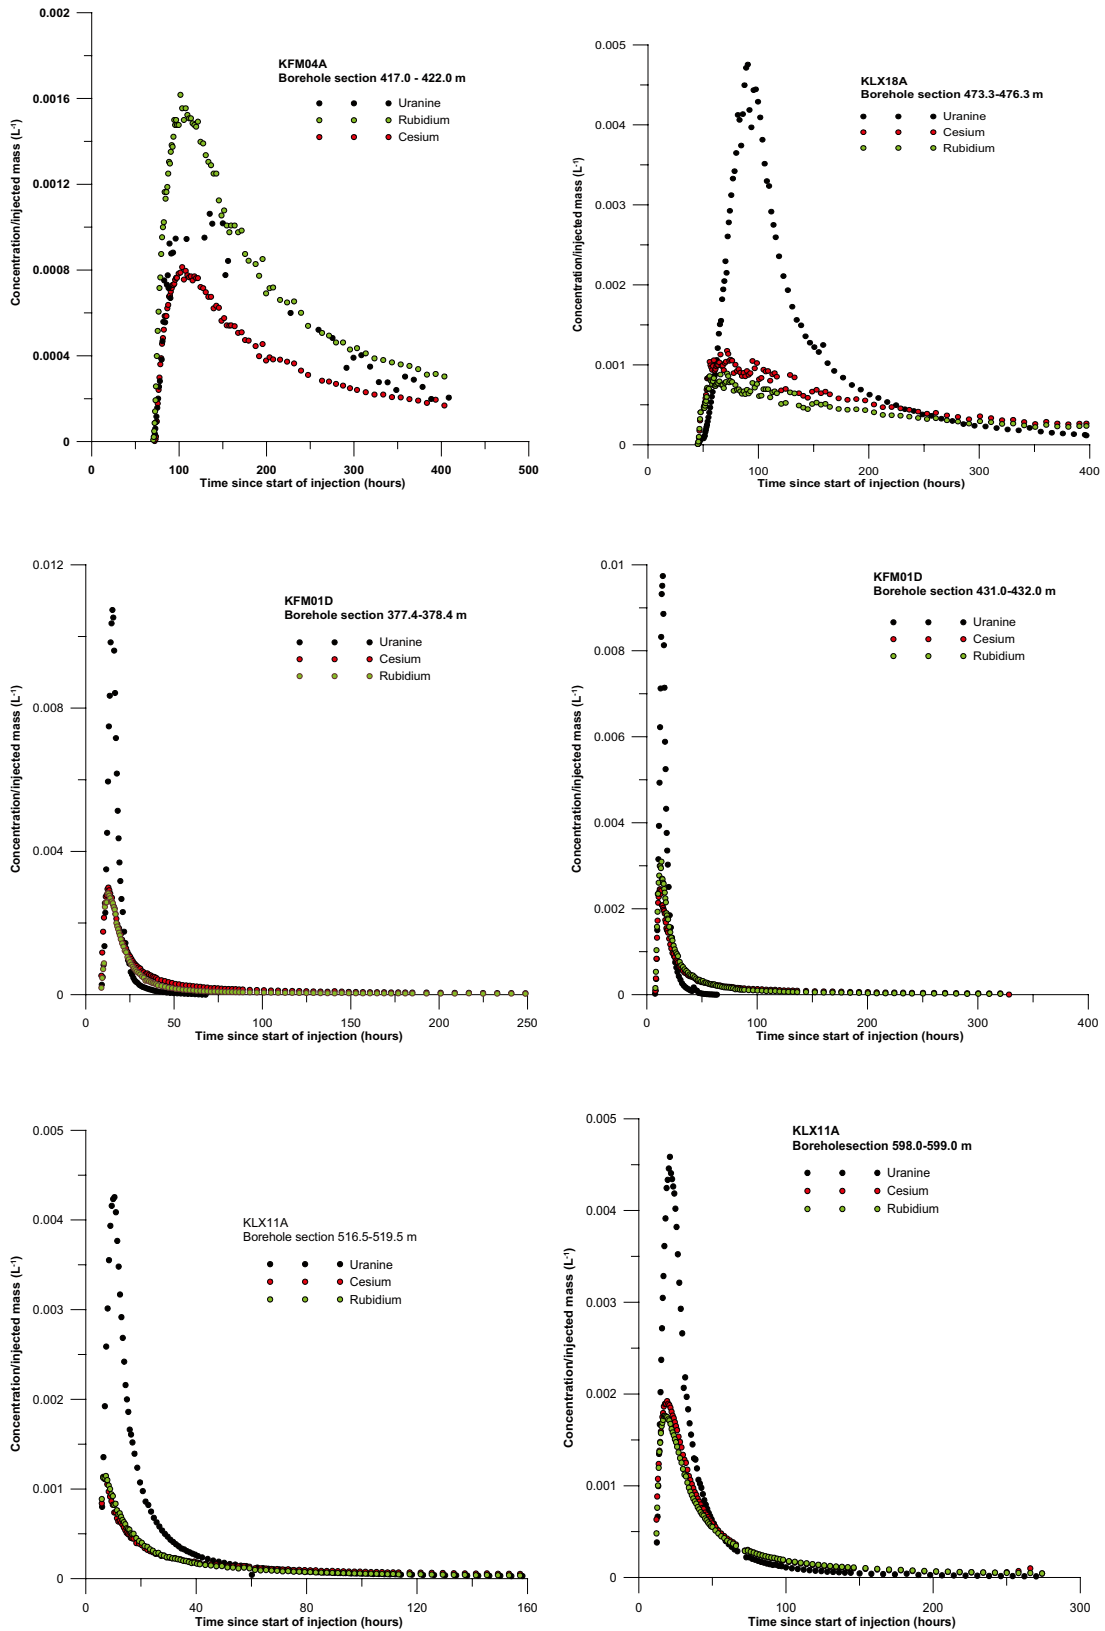 KFM04A
Borehole section 417.0 - 422.0 m
Uranine
Rubidium
Cesium
Concentration/injected mass (L⁻¹)
0.002
0.0016
0.0012
0.0008
0.0004
0
0
100
200
300
400
500
Time since start of injection (hours)
KLX18A
Borehole section 473.3-476.3 m
Uranine
Cesium
Rubidium
Concentration/injected mass (L⁻¹)
0.005
0.004
0.003
0.002
0.001
0
0
100
200
300
400
Time since start of injection (hours)
KFM01D
Borehole section 377.4-378.4 m
Uranine
Cesium
Rubidium
Concentration/injected mass (L⁻¹)
0.012
0.008
0.004
0
0
50
100
150
200
250
Time since start of injection (hours)
KFM01D
Borehole section 431.0-432.0 m
Uranine
Cesium
Rubidium
Concentration/injected mass (L⁻¹)
0.01
0.008
0.006
0.004
0.002
0
0
100
200
300
400
Time since start of injection (hours)
KLX11A
Borehole section 516.5-519.5 m
Uranine
Cesium
Rubidium
Concentration/injected mass (L⁻¹)
0.005
0.004
0.003
0.002
0.001
0
0
40
80
120
160
Time since start of injection (hours)
KLX11A
Boreholesection 598.0-599.0 m
Uranine
Cesium
Rubidium
Concentration/injected mass (L⁻¹)
0.005
0.004
0.003
0.002
0.001
0
0
100
200
300
Time since start of injection (hours)